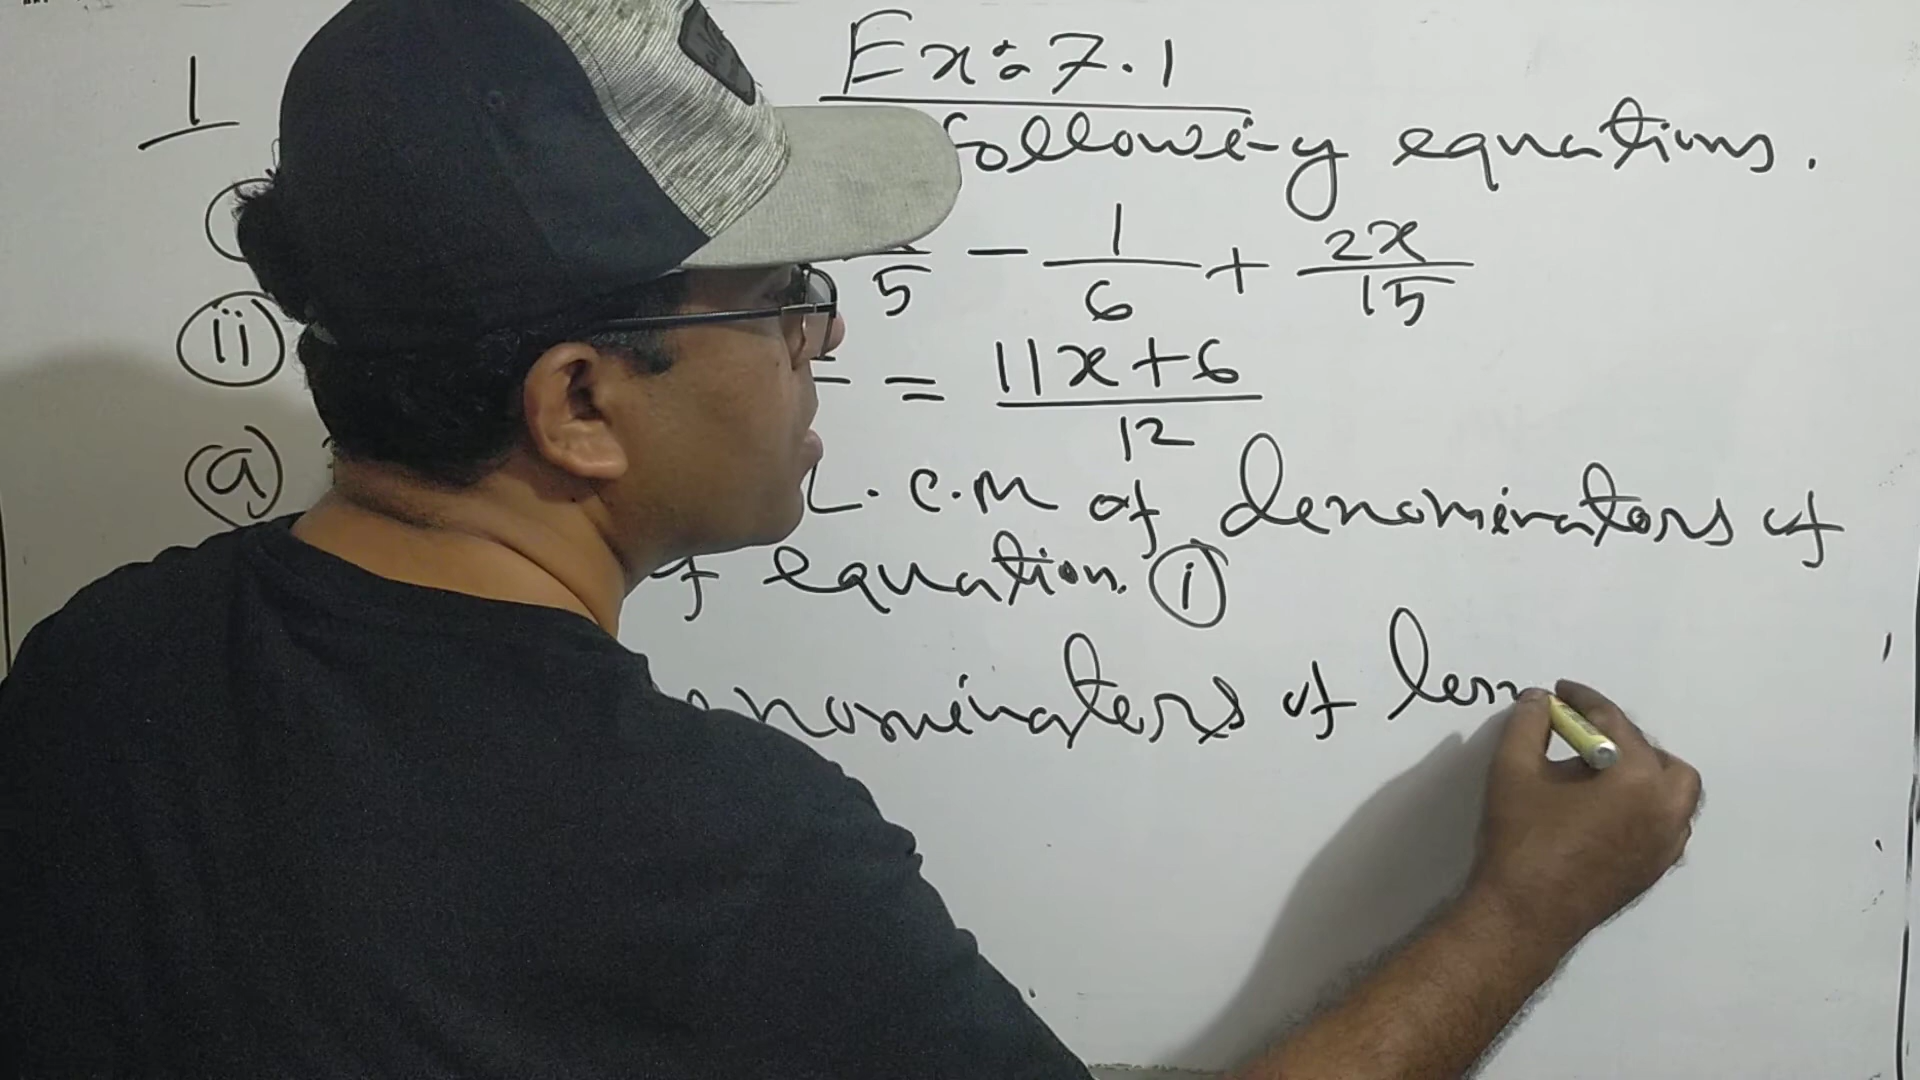 Ex: 7.1
1
following equations.
5 - 1/6 + 2x/15
ii = 11x+6/12
a L.C.M of denominators of
of equation. i
nominators of